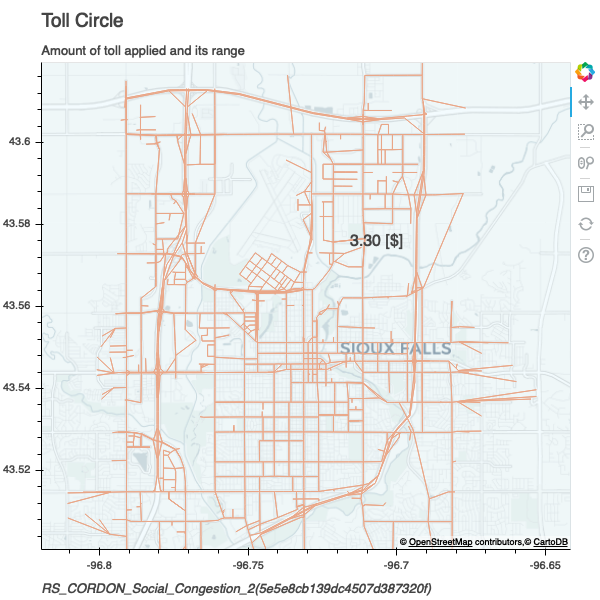 Toll Circle
Amount of toll applied and its range
43.6
43.58
3.30 [$]
43.56
SIOUX FALLS
43.54
43.52
© OpenStreetMap contributors,© CartoDB
-96.8
-96.75
-96.7
-96.65
RS_CORDON_Social_Congestion_2(5e5e8cb139dc4507d387320f)